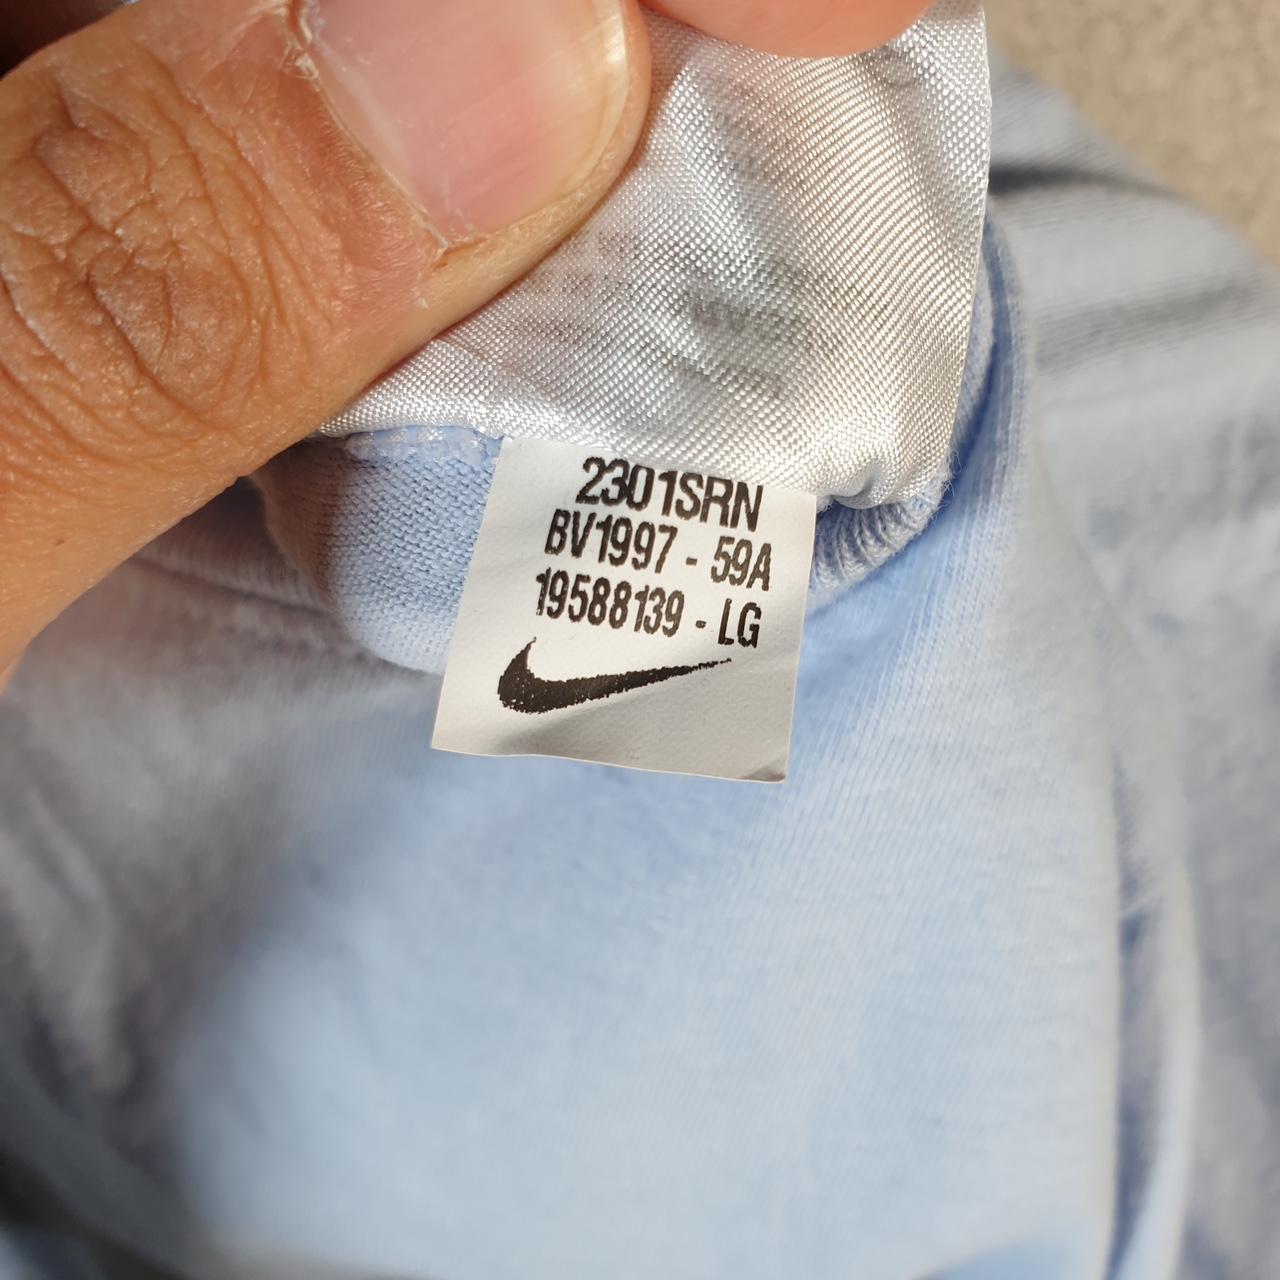 2301SRN
BV1997 - 59A
19588139 - LG